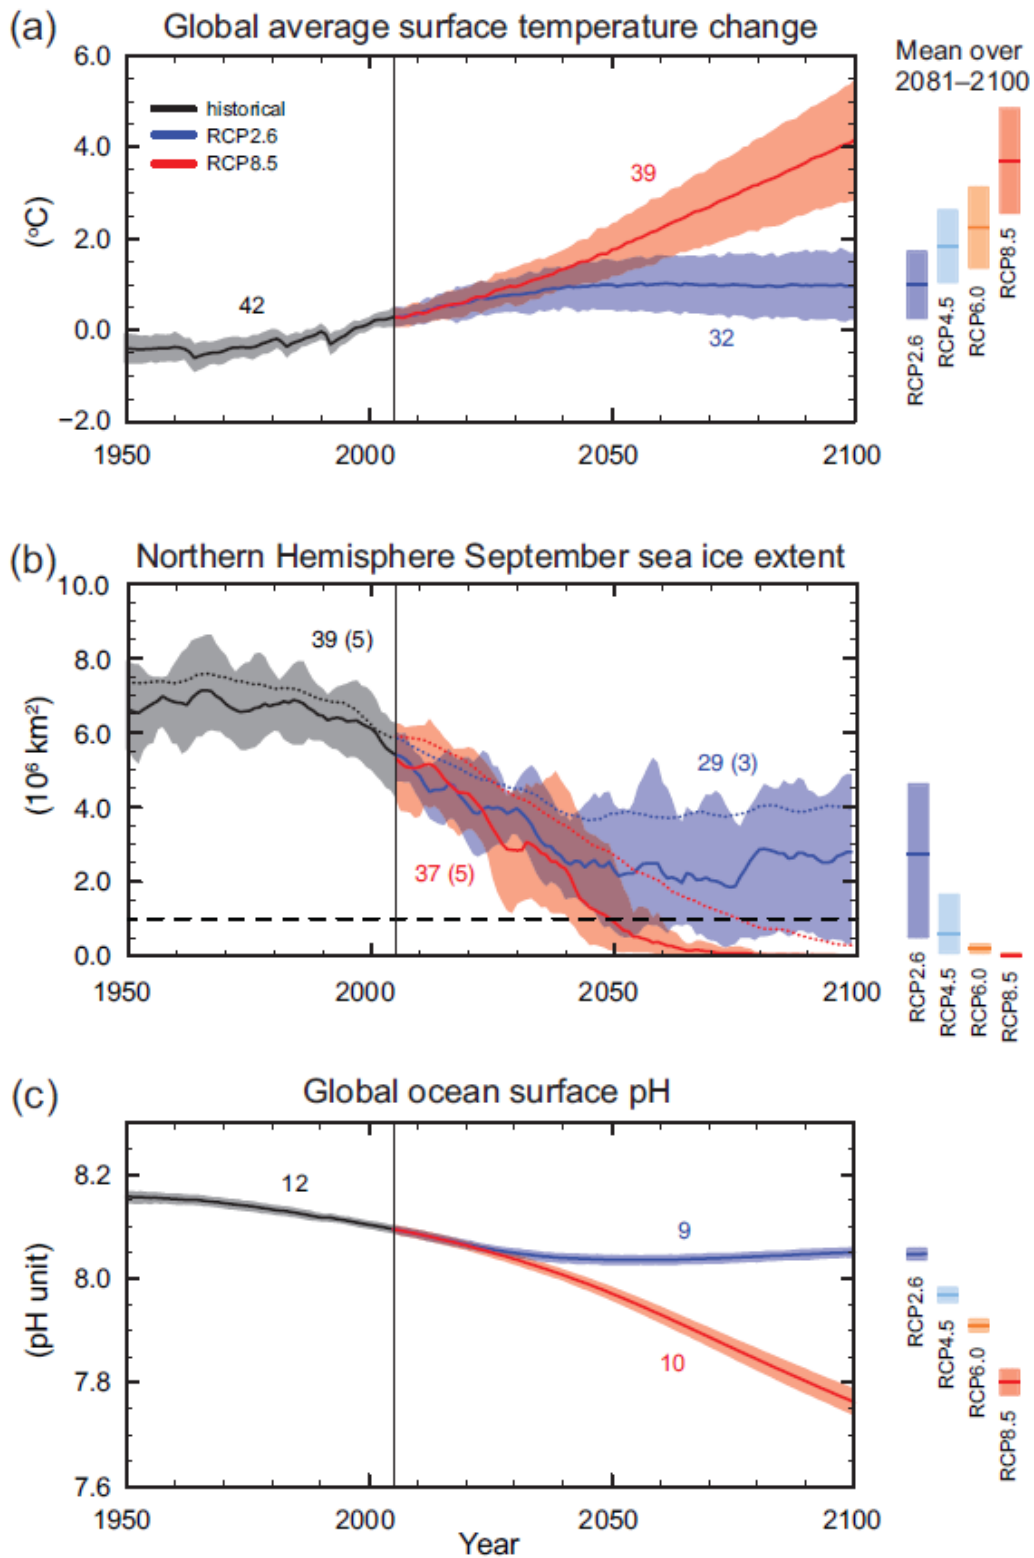 (a) Global average surface temperature change
Mean over
2081–2100
6.0
historical
RCP2.6
RCP8.5
4.0
39
(ºC)
2.0
42
0.0
32
−2.0
1950 2000 2050 2100
RCP2.6
RCP4.5
RCP6.0
RCP8.5
(b) Northern Hemisphere September sea ice extent
10.0
39 (5)
8.0
(10⁶ km²)
6.0
29 (3)
4.0
37 (5)
2.0
0.0
1950 2000 2050 2100
RCP2.6
RCP4.5
RCP6.0
RCP8.5
(c) Global ocean surface pH
8.2
12
9
(pH unit)
8.0
10
7.8
7.6
1950 2000 2050 2100
Year
RCP2.6
RCP4.5
RCP6.0
RCP8.5